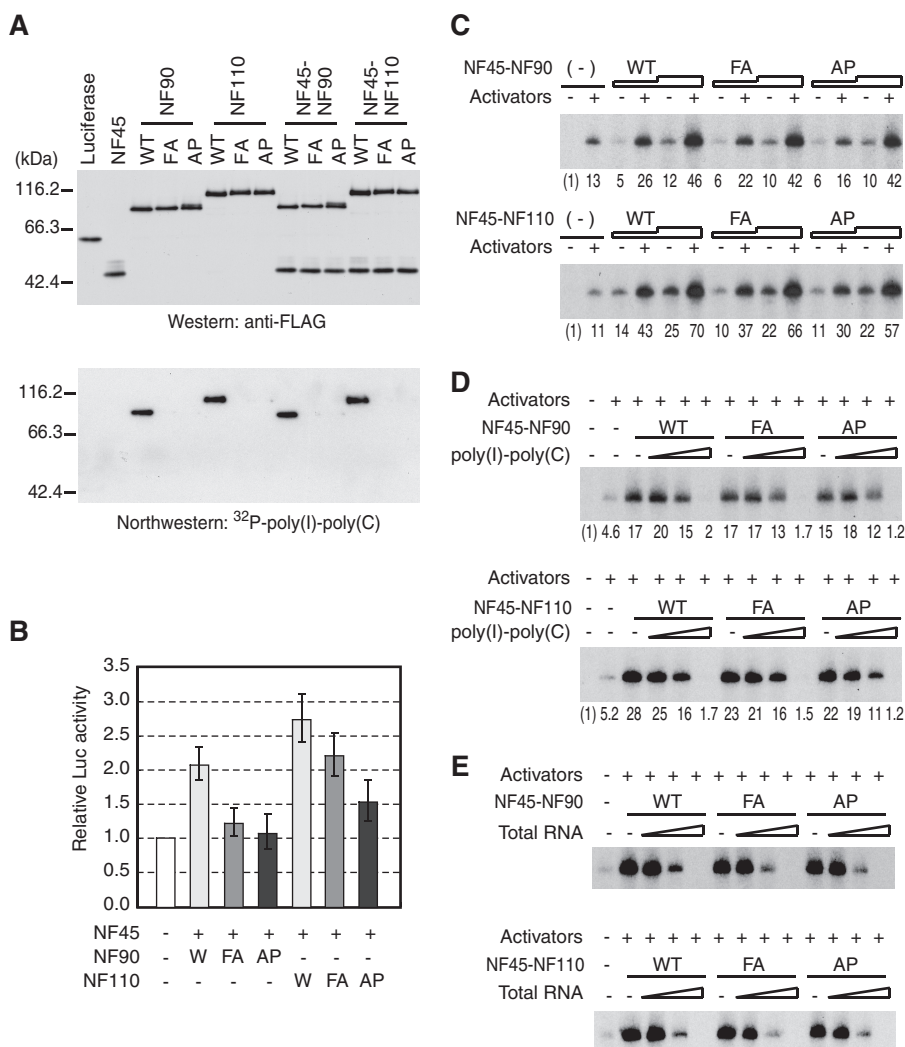 A
Luciferase
NF45
NF90
NF110
NF45-
NF90
NF45-
NF110
(kDa)
WT FA AP WT FA AP WT FA AP WT FA AP
116.2
66.3
42.4
Western: anti-FLAG
116.2
66.3
42.4
Northwestern: ³²P-poly(I)-poly(C)
B
Relative Luc activity
3.5
3.0
2.5
2.0
1.5
1.0
0.5
0.0
NF45 - + + + + + +
NF90 - W FA AP - - -
NF110 - - - - W FA AP
C
NF45-NF90 (-) WT FA AP
Activators - + - + - + - + - + - + - +
(1) 13 5 26 12 46 6 22 10 42 6 16 10 42
NF45-NF110 (-) WT FA AP
Activators - + - + - + - + - + - + - +
(1) 11 14 43 25 70 10 37 22 66 11 30 22 57
D
Activators - + + + + + + + + + + + + +
NF45-NF90 - - WT FA AP
poly(I)-poly(C) - - - - -
(1) 4.6 17 20 15 2 17 17 13 1.7 15 18 12 1.2
Activators - + + + + + + + + + + + + +
NF45-NF110 - - WT FA AP
poly(I)-poly(C) - - - - -
(1) 5.2 28 25 16 1.7 23 21 16 1.5 22 19 11 1.2
E
Activators - + + + + + + + + + + + +
NF45-NF90 - WT FA AP
Total RNA - - - -
Activators - + + + + + + + + + + + +
NF45-NF110 - WT FA AP
Total RNA - - - -